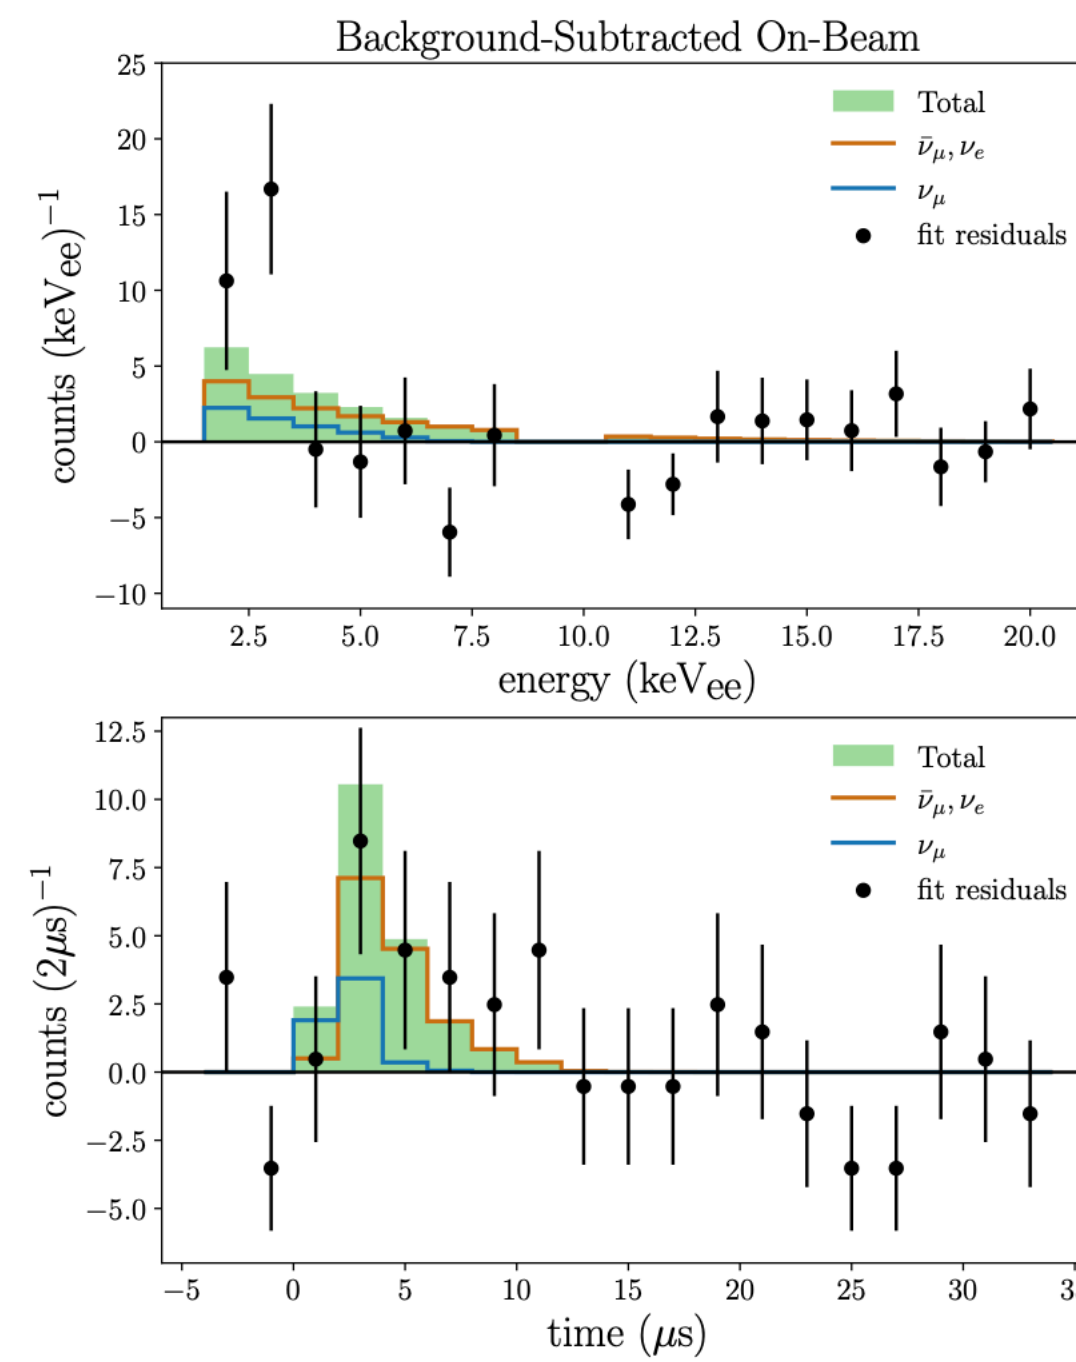 Background-Subtracted On-Beam
25
20
15
10
5
0
−5
−10
counts (keVee)⁻¹
Total
ν̄μ, νe
νμ
fit residuals
2.5 5.0 7.5 10.0 12.5 15.0 17.5 20.0
energy (keVee)
12.5
10.0
7.5
5.0
2.5
0.0
−2.5
−5.0
counts (2μs)⁻¹
Total
ν̄μ, νe
νμ
fit residuals
−5 0 5 10 15 20 25 30 3
time (μs)